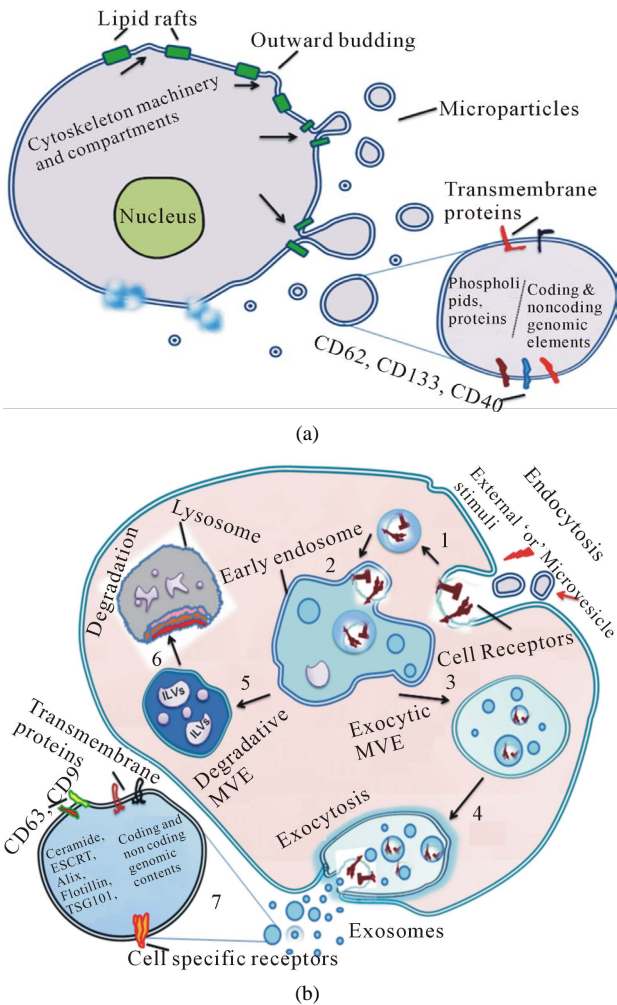 Lipid rafts
Outward budding
Cytoskeleton machinery
and compartments
Microparticles
Nucleus
Transmembrane
proteins
Phospholi
pids,
proteins
Coding &
noncoding
genomic
elements
CD62, CD133, CD40
(a)
Lysosome
Degradation
Early endosome
External 'or' Microvesicle
stimuli
Endocytosis
1
2
Cell Receptors
3
6
5
ILVs
ILVs
Exocytic
MVE
Degradative
MVE
Transmembrane
proteins
CD63, CD9
4
Exocytosis
Ceramide,
ESCRT,
Alix,
Flotillin,
TSG101,
Coding and
non coding
genomic
contents
7
Exosomes
Cell specific receptors
(b)